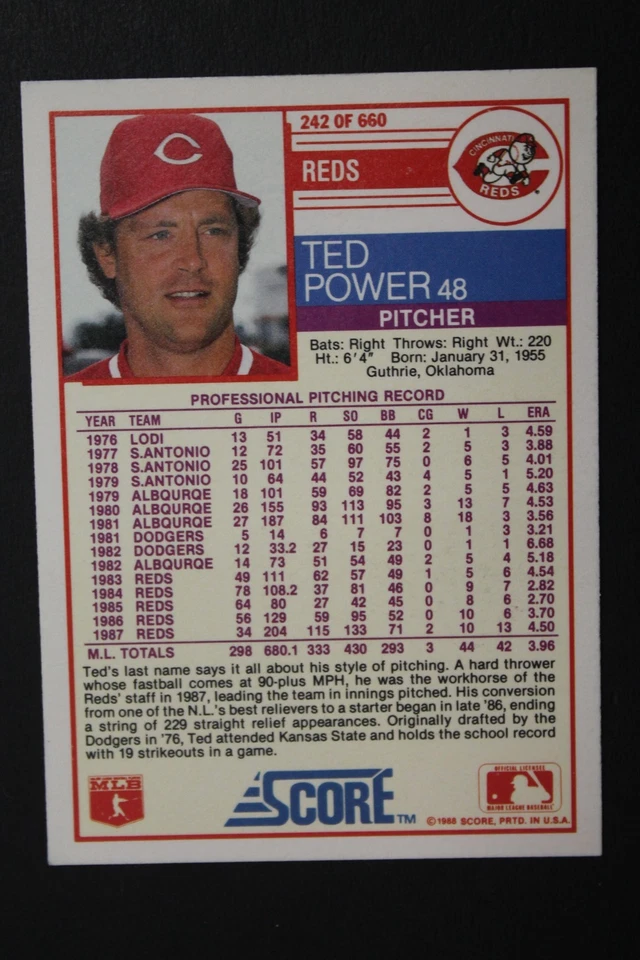 242 OF 660
REDS
CINCINNATI
REDS
TED
POWER 48
PITCHER
Bats: Right Throws: Right Wt.: 220
Ht.: 6'4" Born: January 31, 1955
Guthrie, Oklahoma
PROFESSIONAL PITCHING RECORD
YEAR TEAM G IP R SO BB CG W L ERA
1976 LODI 13 51 34 58 44 2 1 3 4.59
1977 S.ANTONIO 12 72 35 60 55 2 5 3 3.88
1978 S.ANTONIO 25 101 57 97 75 0 6 5 4.01
1979 S.ANTONIO 10 64 44 52 43 4 5 1 5.20
1979 ALBQURQE 18 101 59 69 82 2 5 5 4.63
1980 ALBQURQE 26 155 93 113 95 3 13 7 4.53
1981 ALBQURQE 27 187 84 111 103 8 18 3 3.56
1981 DODGERS 5 14 6 7 7 0 1 3 3.21
1982 DODGERS 12 33.2 27 15 23 0 1 1 6.68
1982 ALBQURQE 14 73 51 54 49 2 5 4 5.18
1983 REDS 49 111 62 57 49 1 5 6 4.54
1984 REDS 78 108.2 37 81 46 0 9 7 2.82
1985 REDS 64 80 27 42 45 0 8 6 2.70
1986 REDS 56 129 59 95 52 0 10 6 3.70
1987 REDS 34 204 115 133 71 2 10 13 4.50
M.L. TOTALS 298 680.1 333 430 293 3 44 42 3.96
Ted's last name says it all about his style of pitching. A hard thrower
whose fastball comes at 90-plus MPH, he was the workhorse of the
Reds' staff in 1987, leading the team in innings pitched. His conversion
from one of the N.L.'s best relievers to a starter began in late '86, ending
a string of 229 straight relief appearances. Originally drafted by the
Dodgers in '76, Ted attended Kansas State and holds the school record
with 19 strikeouts in a game.
MLB
SCORE™
OFFICIAL LICENSEE
MAJOR LEAGUE BASEBALL
©1988 SCORE, PRTD. IN U.S.A.